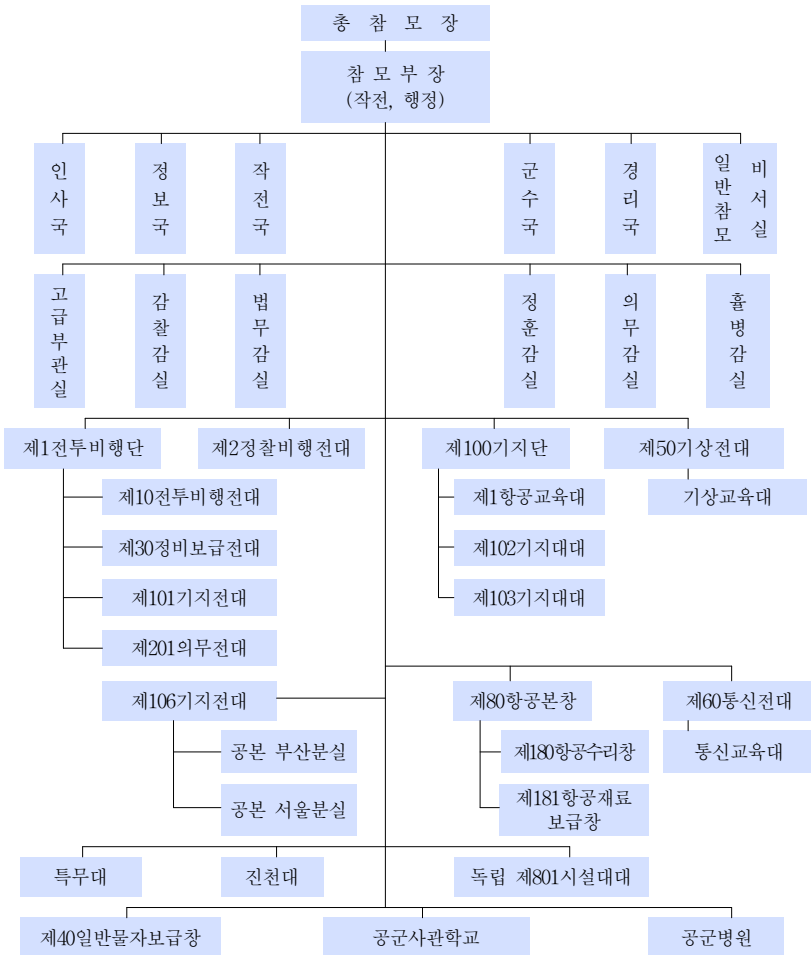 총 참 모 장
참 모 부 장
(작전, 행정)
인사국
정보국
작전국
군수국
경리국
일반참모
비서실
고급부관실
감찰감실
법무감실
정훈감실
의무감실
휼병감실
제1전투비행단
제2정찰비행전대
제100기지단
제50기상전대
제10전투비행전대
제30정비보급전대
제101기지전대
제201의무전대
제1항공교육대
제102기지대대
제103기지대대
기상교육대
제106기지전대
공본 부산분실
공본 서울분실
제80항공본창
제180항공수리창
제181항공재료
보급창
제60통신전대
통신교육대
특무대
진천대
독립 제801시설대대
제40일반물자보급창
공군사관학교
공군병원